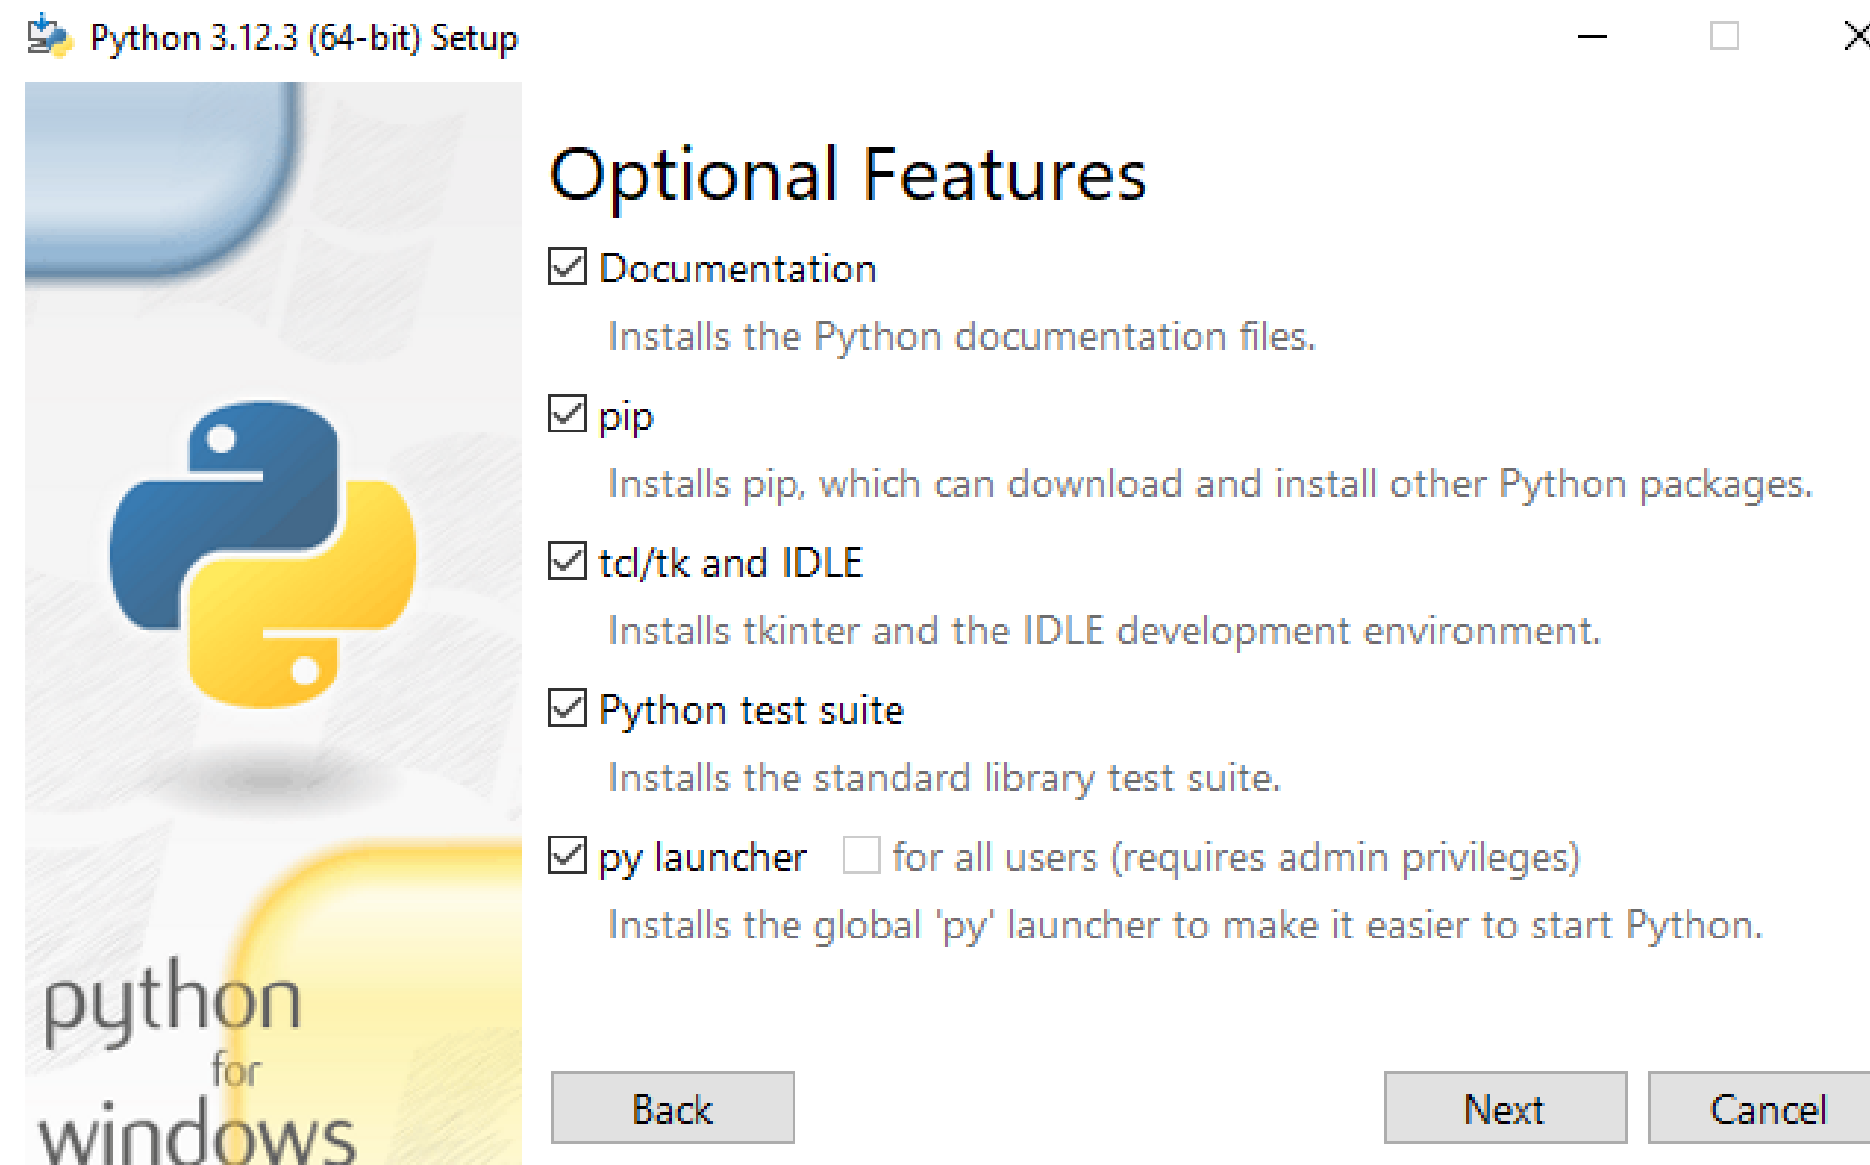 Python 3.12.3 (64-bit) Setup
Optional Features
Documentation
Installs the Python documentation files.
pip
Installs pip, which can download and install other Python packages.
tcl/tk and IDLE
Installs tkinter and the IDLE development environment.
Python test suite
Installs the standard library test suite.
py launcher for all users (requires admin privileges)
Installs the global 'py' launcher to make it easier to start Python.
python
for
windows
Back Next Cancel